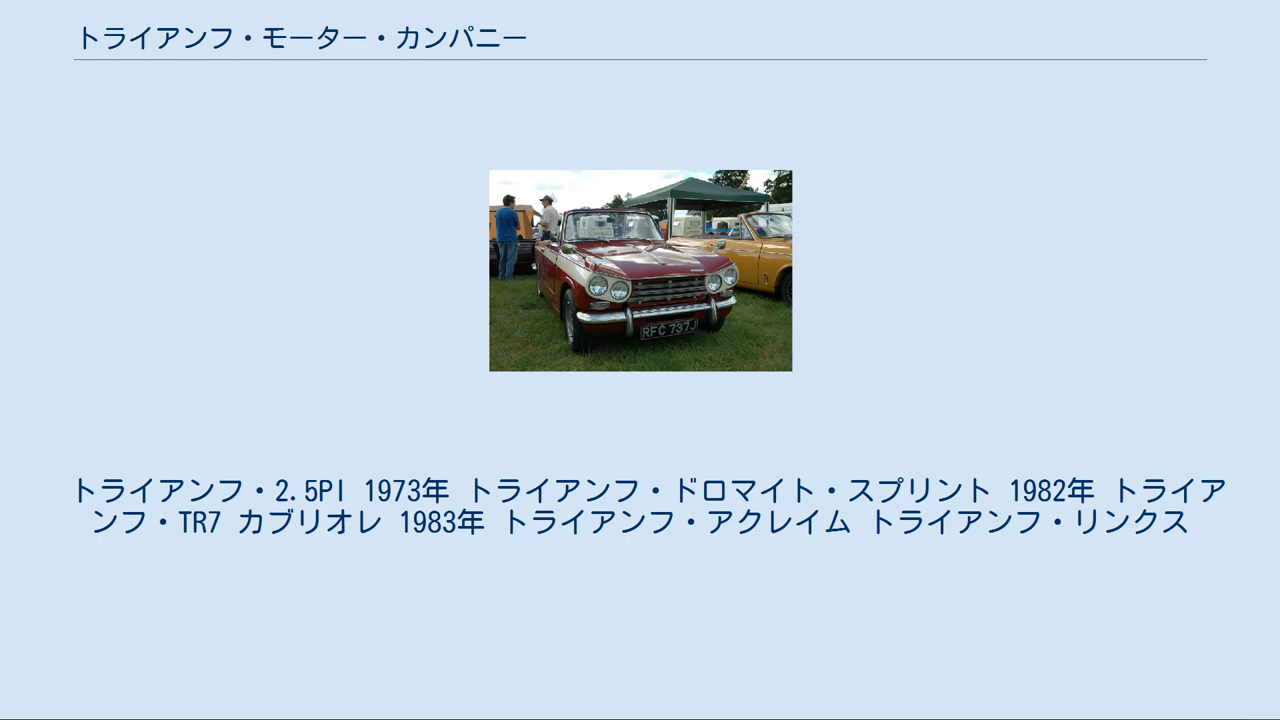 トライアンフ・モーター・カンパニー
RFC 737J
トライアンフ・2.5PI 1973年 トライアンフ・ドロマイト・スプリント 1982年 トライア
ンフ・TR7 カブリオレ 1983年 トライアンフ・アクレイム トライアンフ・リンクス